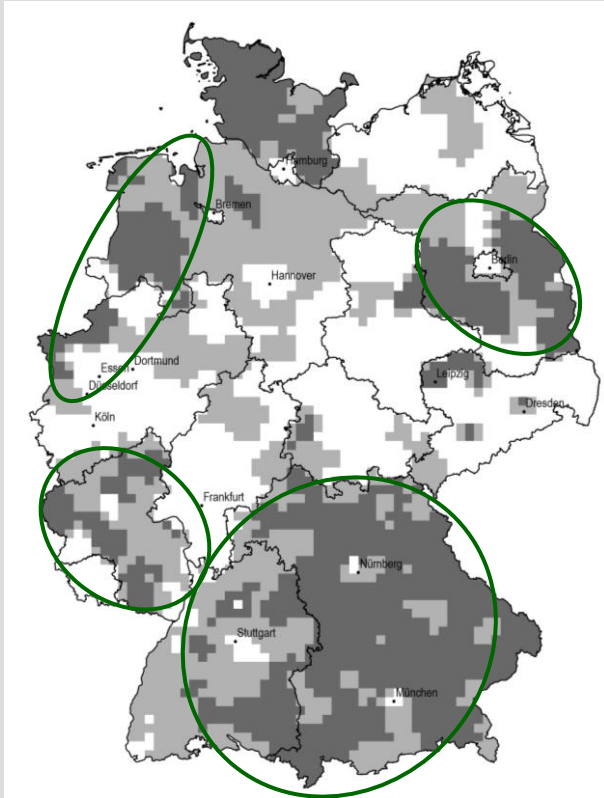 Hamburg
Bremen
Berlin
Hannover
Dortmund
Essen
Düsseldorf
Leipzig
Köln
Dresden
Frankfurt
Nürnberg
Stuttgart
München